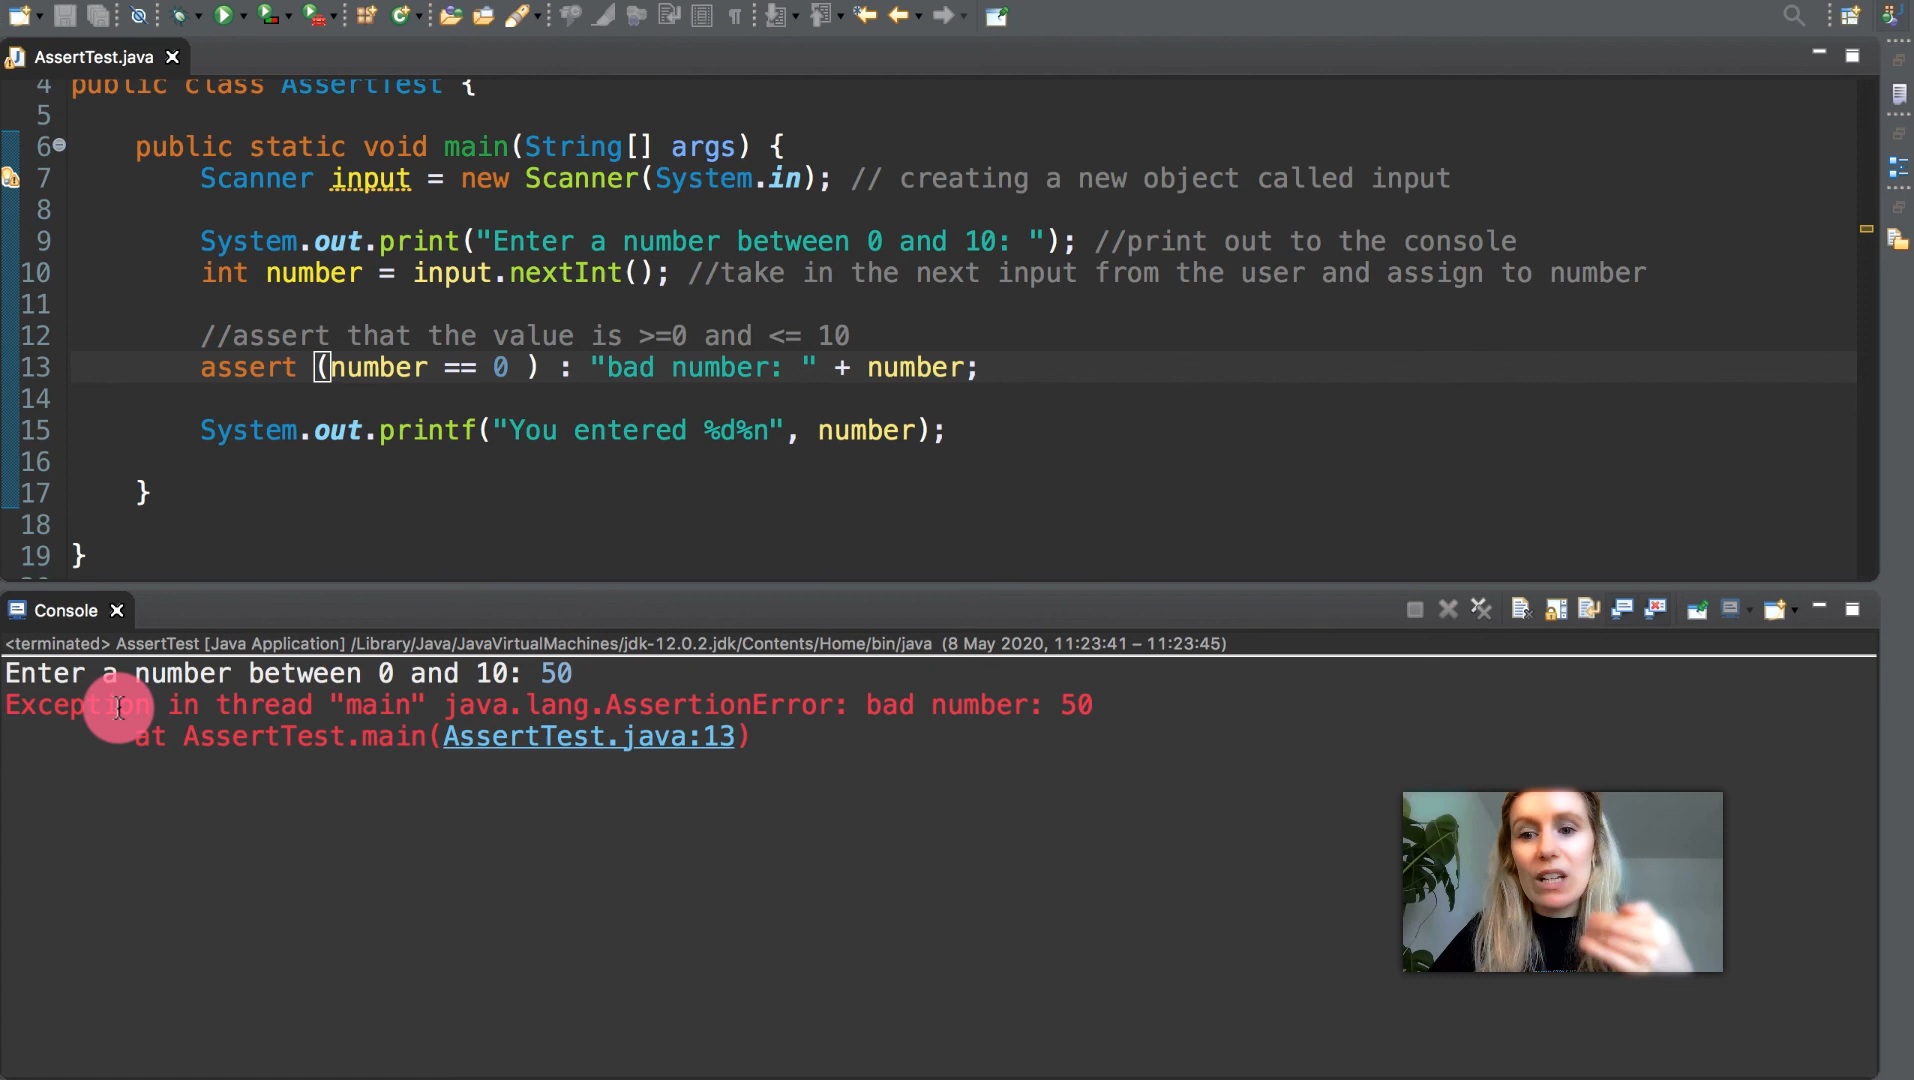 AssertTest.java
4 public class AssertTest {
5
6 public static void main(String[] args) {
7 Scanner input = new Scanner(System.in); // creating a new object called input
8
9 System.out.print("Enter a number between 0 and 10: "); //print out to the console
10 int number = input.nextInt(); //take in the next input from the user and assign to number
11
12 //assert that the value is >=0 and <= 10
13 assert (number == 0 ) : "bad number: " + number;
14
15 System.out.printf("You entered %d%n", number);
16
17 }
18
19 }
Console
<terminated> AssertTest [Java Application] /Library/Java/JavaVirtualMachines/jdk-12.0.2.jdk/Contents/Home/bin/java (8 May 2020, 11:23:41 – 11:23:45)
Enter a number between 0 and 10: 50
Exception in thread "main" java.lang.AssertionError: bad number: 50
at AssertTest.main(AssertTest.java:13)